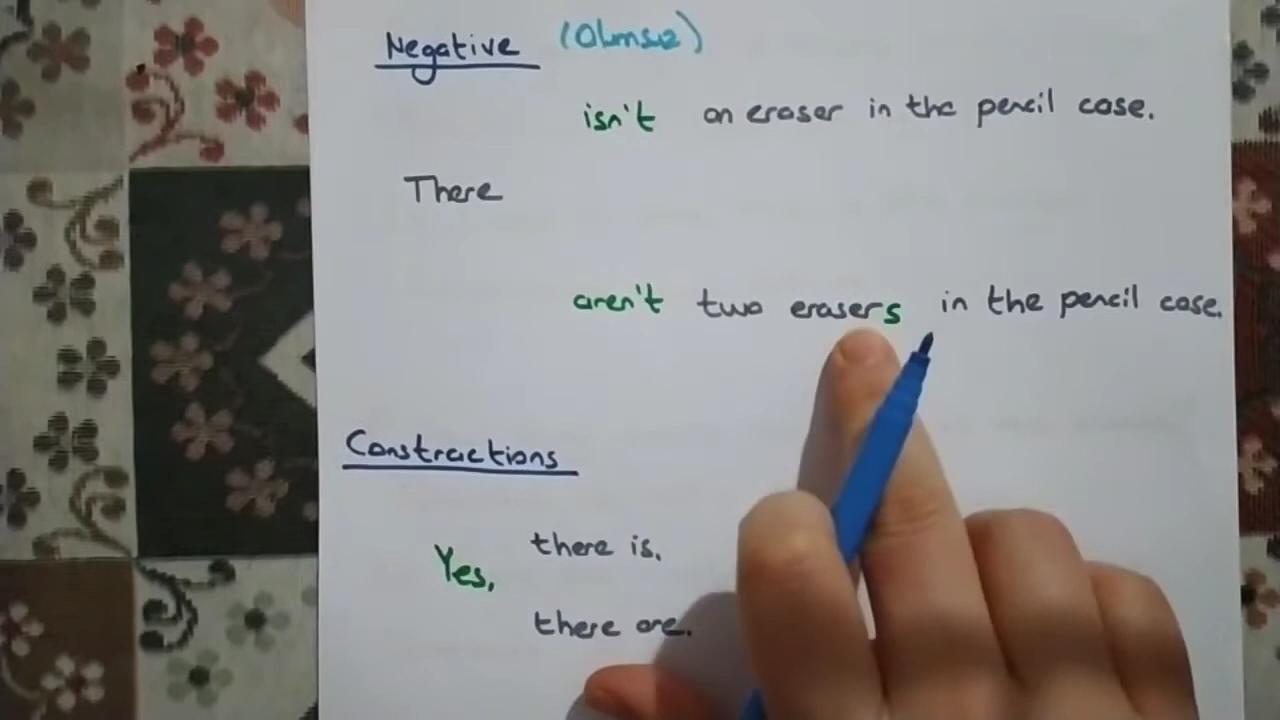 Negative (Olmsuz)
isn't an eraser in the pencil case.
There
aren't two erasers in the pencil case.
Constractions
there is.
Yes,
there are.